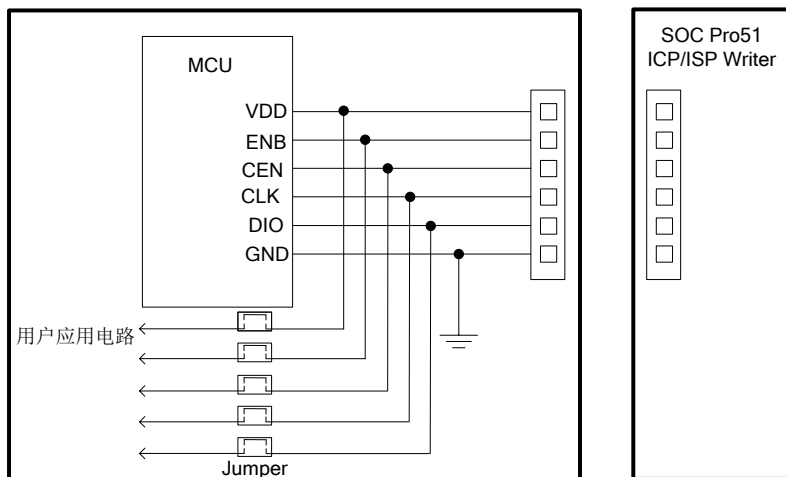 MCU
VDD
ENB
CEN
CLK
DIO
GND
用户应用电路
Jumper
SOC Pro51
ICP/ISP Writer